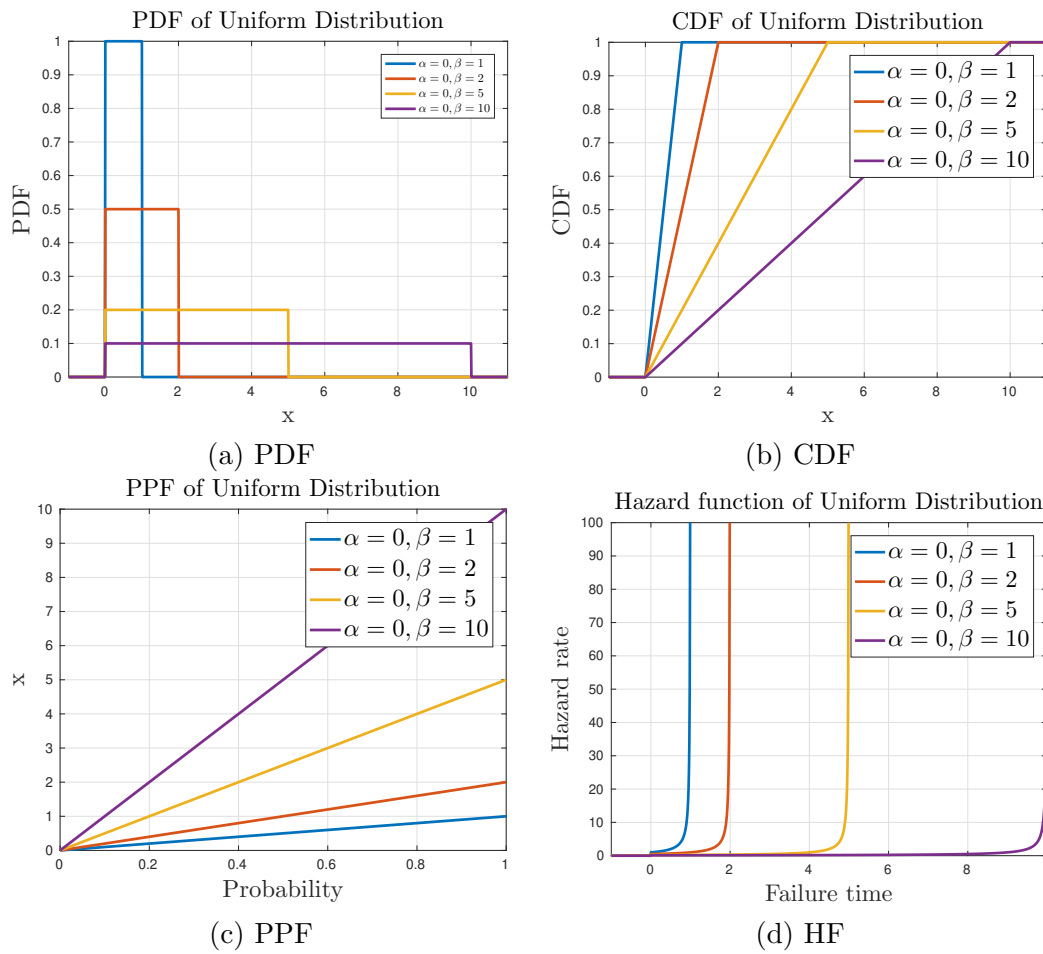 PDF of Uniform Distribution
1
0.9
0.8
0.7
0.6
0.5
0.4
0.3
0.2
0.1
0
PDF
α = 0, β = 1
α = 0, β = 2
α = 0, β = 5
α = 0, β = 10
0 2 4 6 8 10
x
(a) PDF
CDF of Uniform Distribution
1
0.9
0.8
0.7
0.6
0.5
0.4
0.3
0.2
0.1
0
CDF
α = 0, β = 1
α = 0, β = 2
α = 0, β = 5
α = 0, β = 10
0 2 4 6 8 10
x
(b) CDF
PPF of Uniform Distribution
10
9
8
7
6
5
4
3
2
1
0
x
α = 0, β = 1
α = 0, β = 2
α = 0, β = 5
α = 0, β = 10
0 0.2 0.4 0.6 0.8 1
Probability
(c) PPF
Hazard function of Uniform Distribution
100
90
80
70
60
50
40
30
20
10
0
Hazard rate
α = 0, β = 1
α = 0, β = 2
α = 0, β = 5
α = 0, β = 10
0 2 4 6 8
Failure time
(d) HF